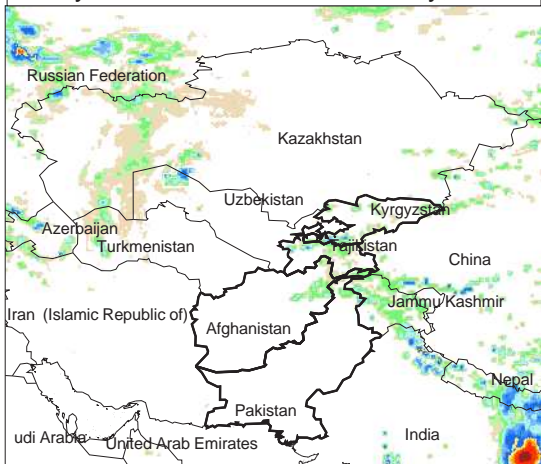 Russian Federation
Kazakhstan
Uzbekistan
Kyrgyzstan
Azerbaijan
Turkmenistan
Tajikistan
China
Iran (Islamic Republic of)
Jammu/Kashmir
Afghanistan
Nepal
Pakistan
udi Arabia
United Arab Emirates
India